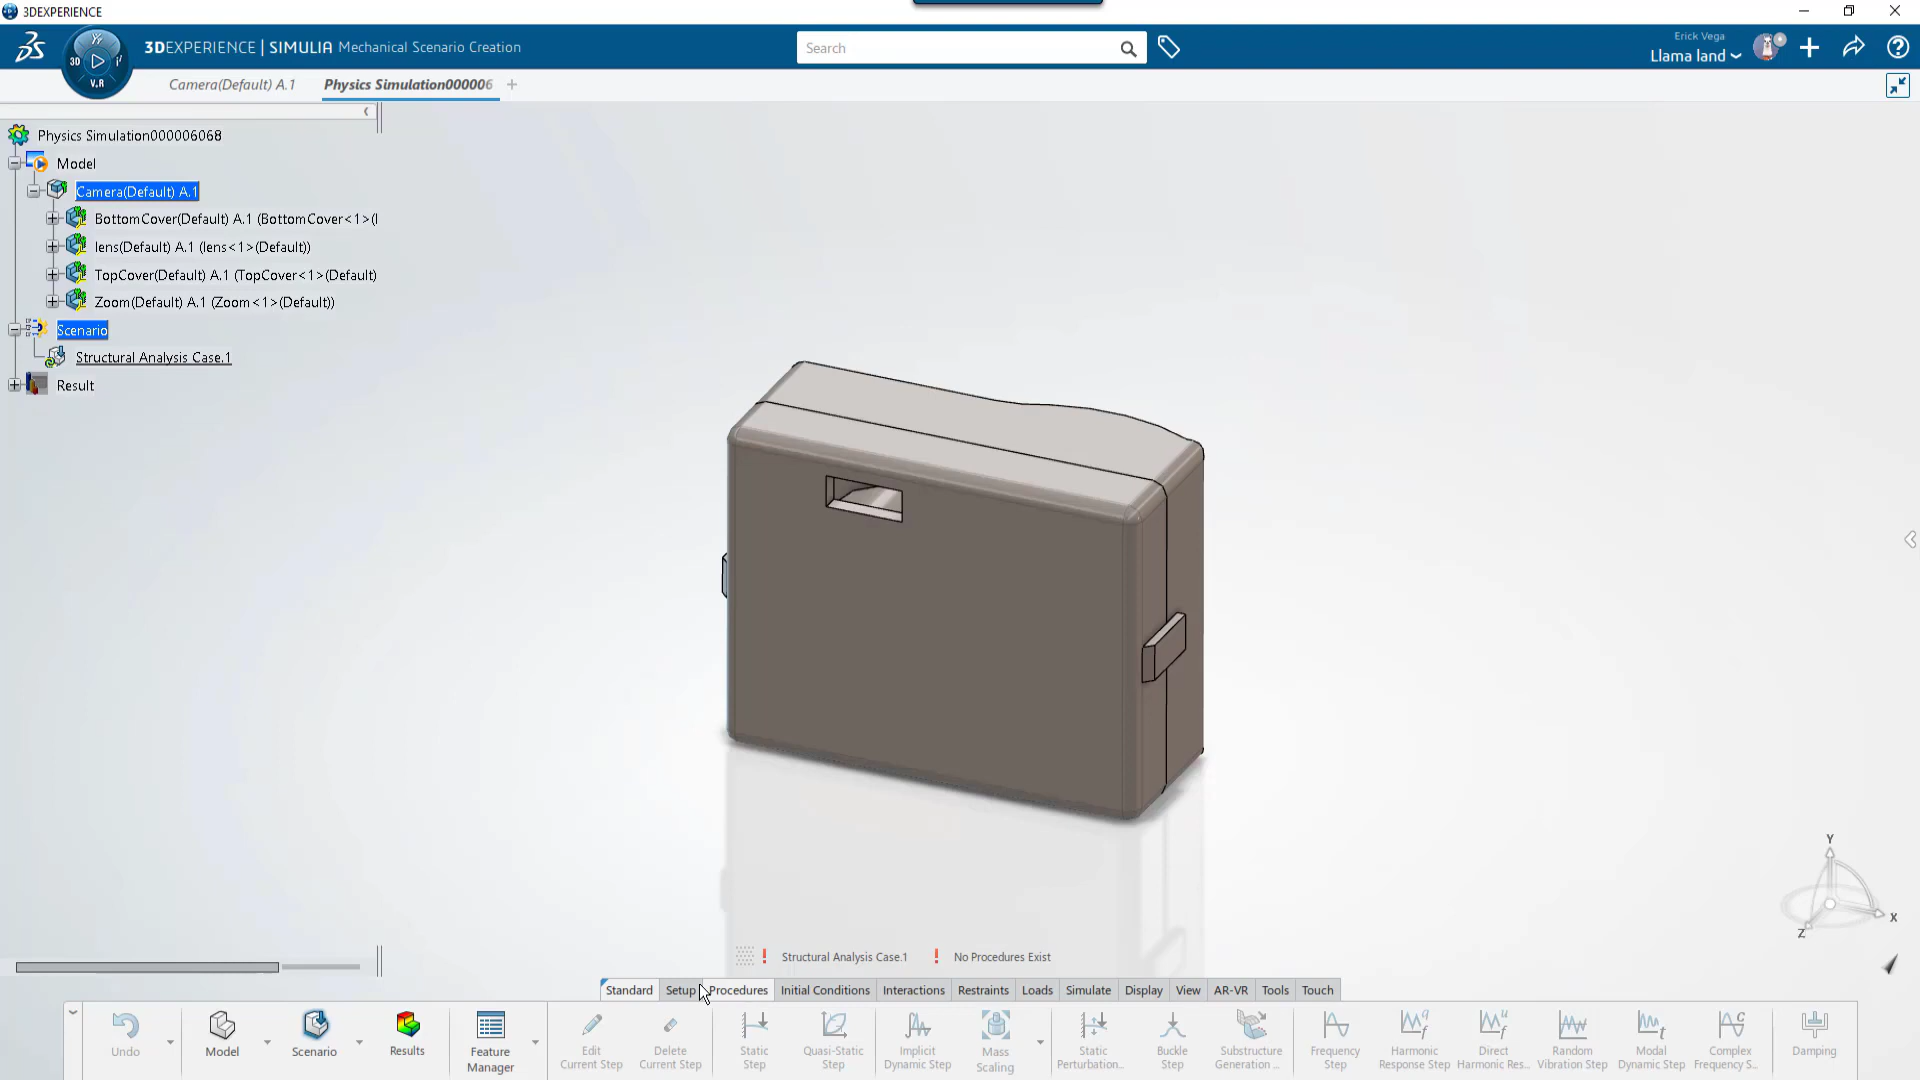 3DEXPERIENCE
3DEXPERIENCE | SIMULIA Mechanical Scenario Creation
Search
Erick Vega
Llama land
3D
V.R
Camera(Default) A.1
Physics Simulation000006
Physics Simulation000006068
Model
Camera(Default) A.1
BottomCover(Default) A.1 (BottomCover<1>(
lens(Default) A.1 (lens<1>(Default))
TopCover(Default) A.1 (TopCover<1>(Default)
Zoom(Default) A.1 (Zoom<1>(Default))
Scenario
Structural Analysis Case.1
Result
Y
X
Z
Structural Analysis Case.1
No Procedures Exist
Standard Setup Procedures Initial Conditions Interactions Restraints Loads Simulate Display View AR-VR Tools Touch
Undo
Model
Scenario
Results
Feature Manager
Edit Current Step
Delete Current Step
Static Step
Quasi-Static Step
Implicit Dynamic Step
Mass Scaling
Static Perturbation...
Buckle Step
Substructure Generation ...
Frequency Step
Harmonic Response Step
Direct Harmonic Res...
Random Vibration Step
Modal Dynamic Step
Complex Frequency S...
Damping